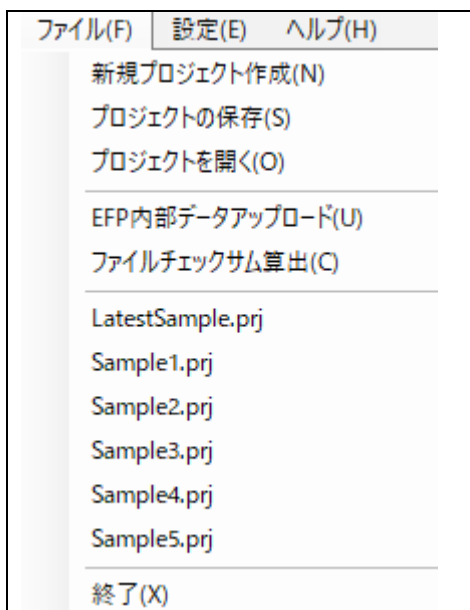 ファイル(F) 設定(E) ヘルプ(H)
新規プロジェクト作成(N)
プロジェクトの保存(S)
プロジェクトを開く(O)
EFP内部データアップロード(U)
ファイルチェックサム算出(C)
LatestSample.prj
Sample1.prj
Sample2.prj
Sample3.prj
Sample4.prj
Sample5.prj
終了(X)